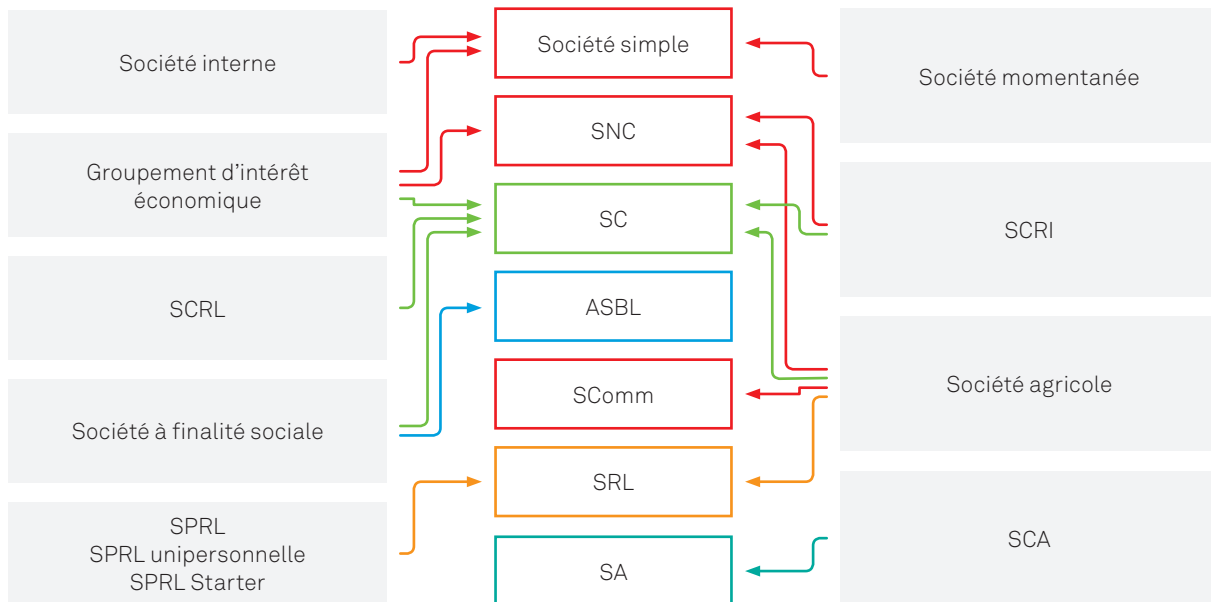 Société interne
Groupement d'intérêt
économique
SCRL
Société à finalité sociale
SPRL
SPRL unipersonnelle
SPRL Starter
Société simple
SNC
SC
ASBL
SComm
SRL
SA
Société momentanée
SCRI
Société agricole
SCA